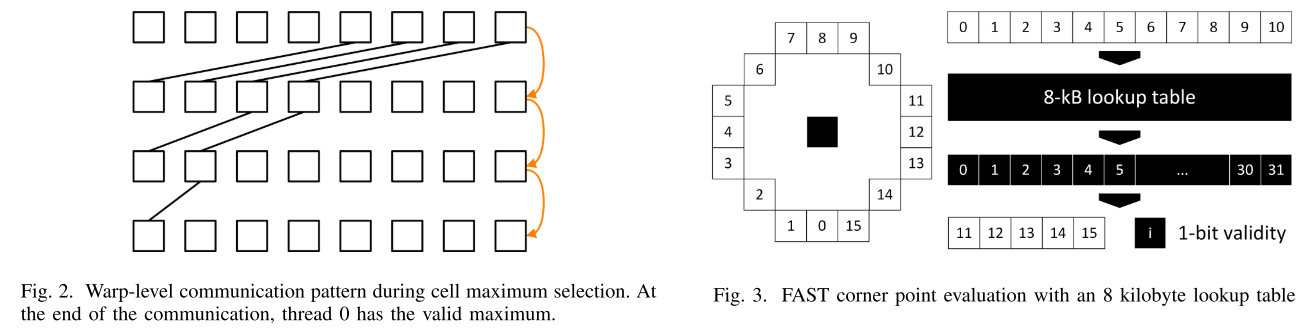 Fig. 2. Warp-level communication pattern during cell maximum selection. At
the end of the communication, thread 0 has the valid maximum.
7 8 9
6 10
5 11
4 12
3 13
2 14
1 0 15
0 1 2 3 4 5 6 7 8 9 10
8-kB lookup table
0 1 2 3 4 5 ... 30 31
11 12 13 14 15
i 1-bit validity
Fig. 3. FAST corner point evaluation with an 8 kilobyte lookup table